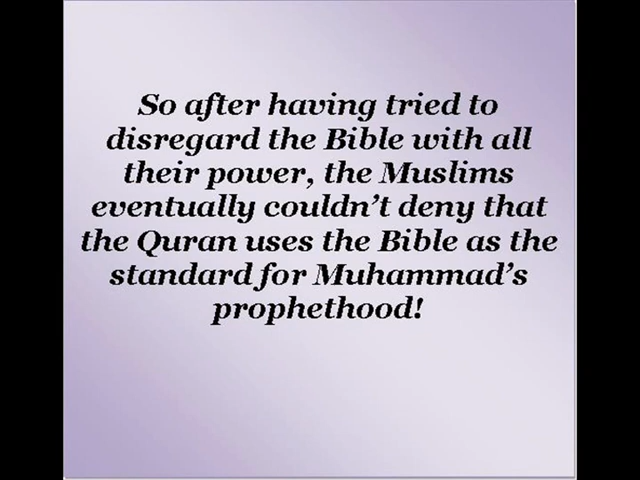 So after having tried to
disregard the Bible with all
their power, the Muslims
eventually couldn't deny that
the Quran uses the Bible as the
standard for Muhammad's
prophethood!